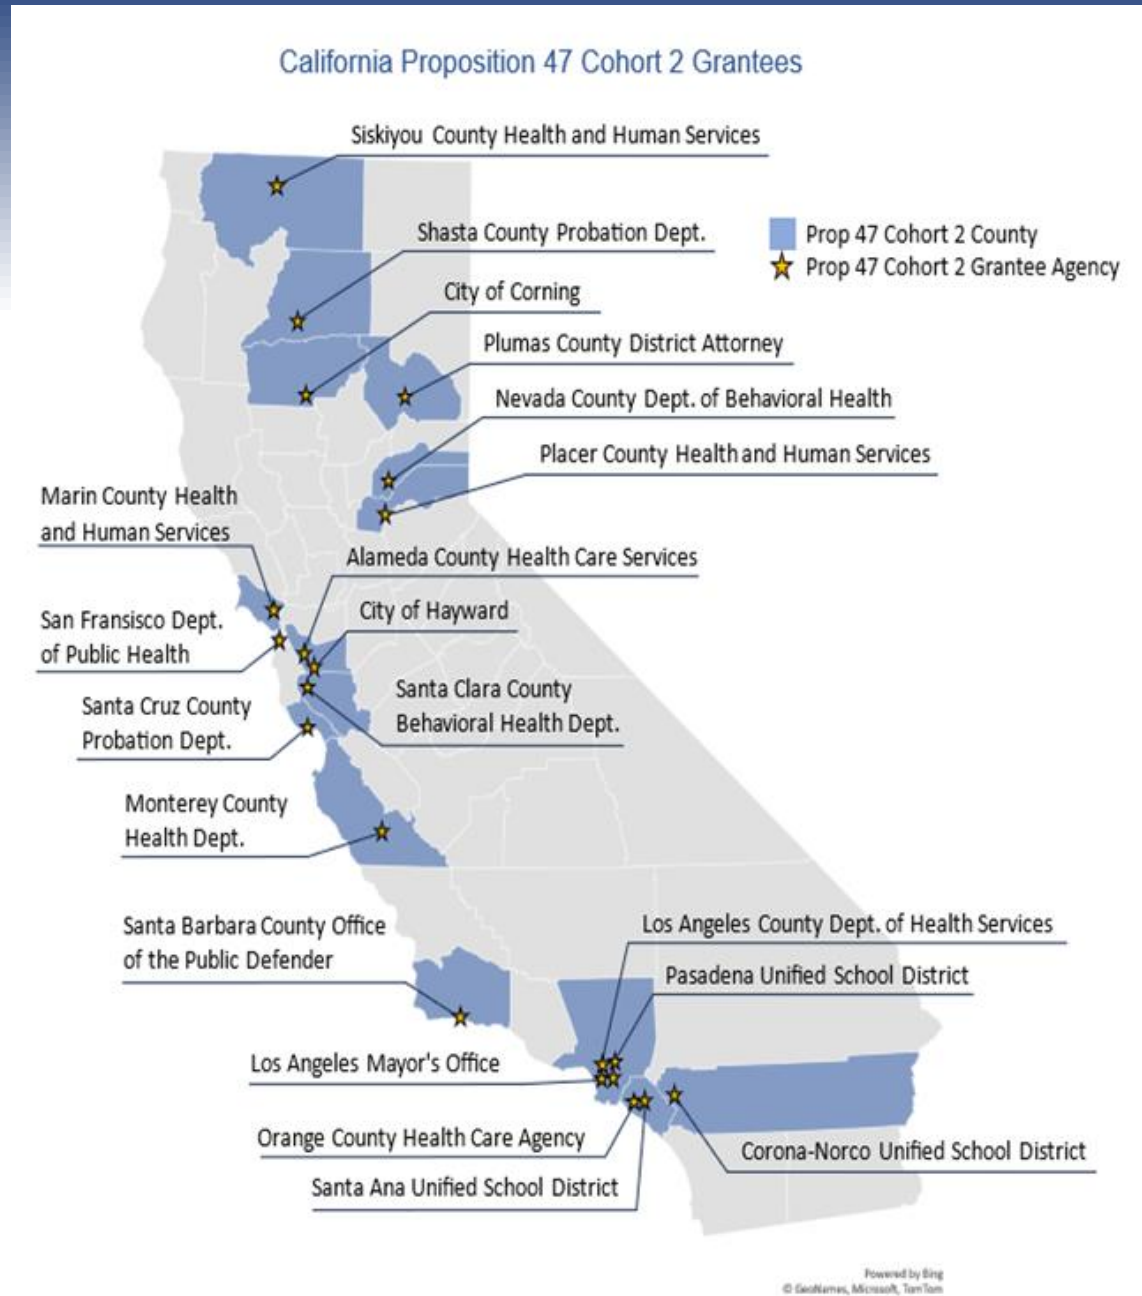 California Proposition 47 Cohort 2 Grantees
Siskiyou County Health and Human Services
Shasta County Probation Dept.
Prop 47 Cohort 2 County
Prop 47 Cohort 2 Grantee Agency
City of Corning
Plumas County District Attorney
Nevada County Dept. of Behavioral Health
Placer County Health and Human Services
Marin County Health
and Human Services
Alameda County Health Care Services
City of Hayward
San Fransisco Dept.
of Public Health
Santa Clara County
Behavioral Health Dept.
Santa Cruz County
Probation Dept.
Monterey County
Health Dept.
Santa Barbara County Office
of the Public Defender
Los Angeles County Dept. of Health Services
Pasadena Unified School District
Los Angeles Mayor's Office
Orange County Health Care Agency
Corona-Norco Unified School District
Santa Ana Unified School District
Powered by Bing
© GeoNames, Microsoft, TomTom